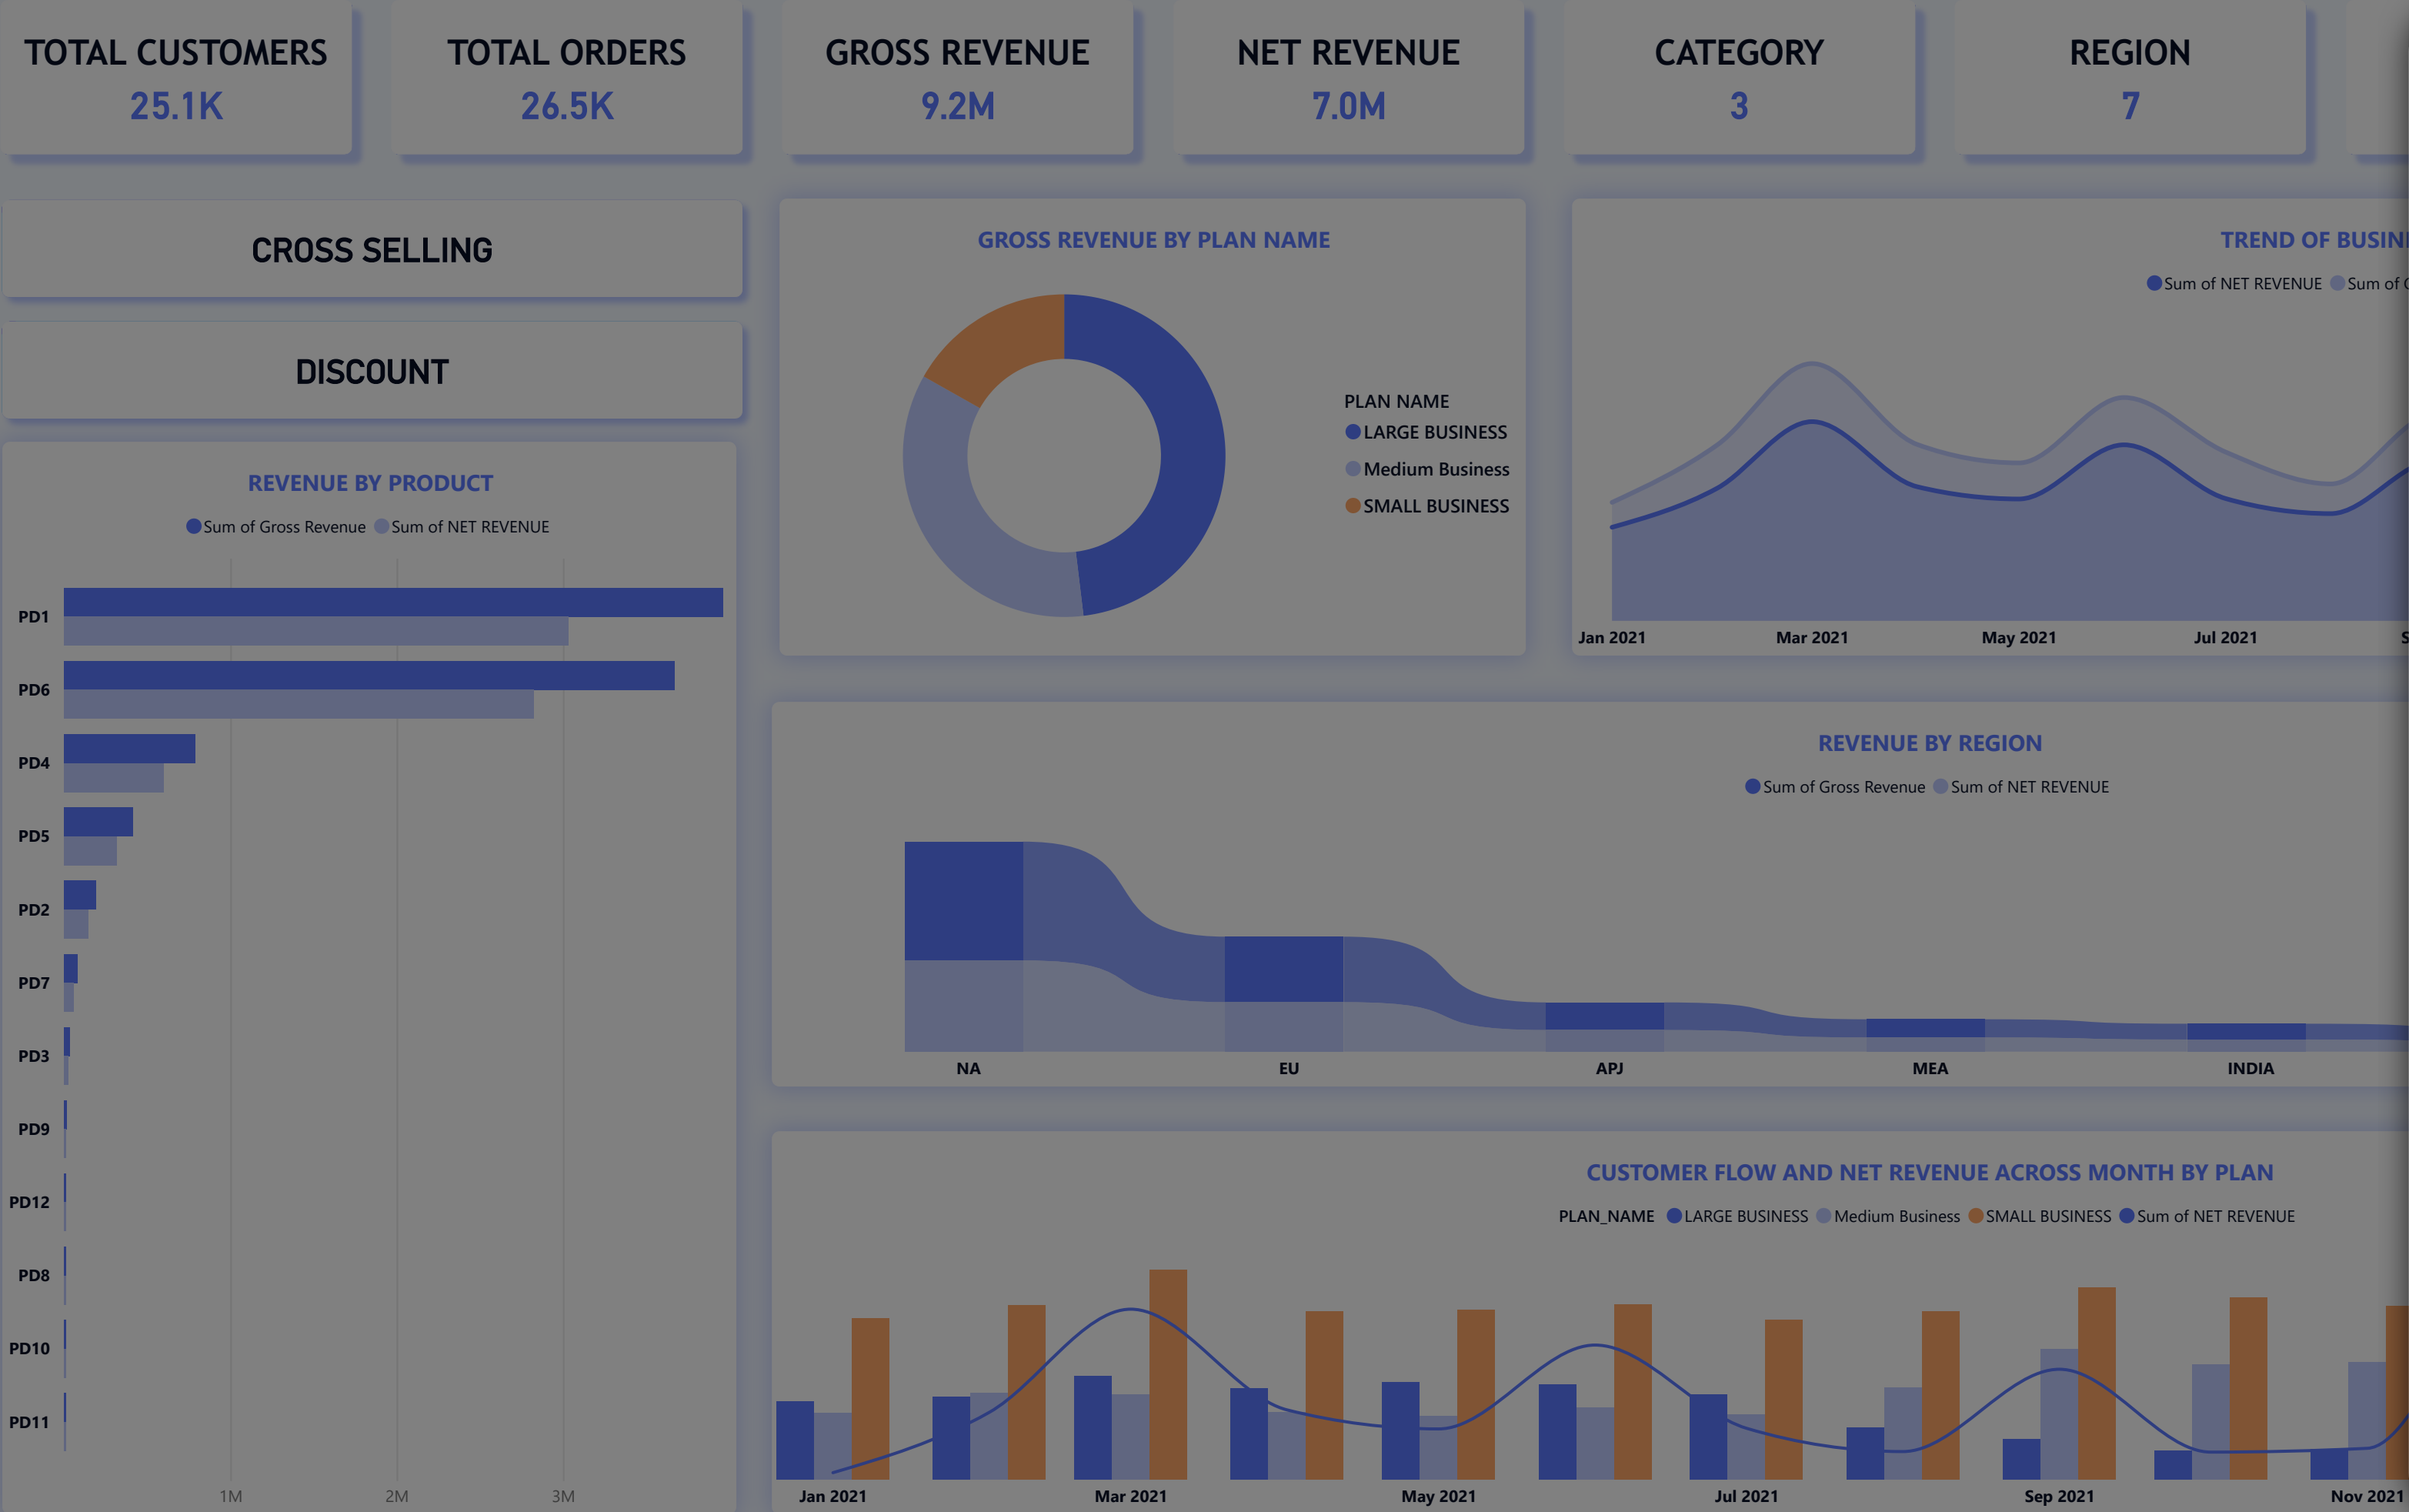 TOTAL CUSTOMERS
25.1K
TOTAL ORDERS
26.5K
GROSS REVENUE
9.2M
NET REVENUE
7.0M
CATEGORY
3
REGION
7
CROSS SELLING
DISCOUNT
REVENUE BY PRODUCT
Sum of Gross Revenue Sum of NET REVENUE
PD1
PD6
PD4
PD5
PD2
PD7
PD3
PD9
PD12
PD8
PD10
PD11
1M 2M 3M
GROSS REVENUE BY PLAN NAME
PLAN NAME
LARGE BUSINESS
Medium Business
SMALL BUSINESS
TREND OF
Sum of NET REVENUE Sum of
Jan 2021 Mar 2021 May 2021 Jul 2021
REVENUE BY REGION
Sum of Gross Revenue Sum of NET REVENUE
NA EU APJ MEA INDIA
CUSTOMER FLOW AND NET REVENUE ACROSS MONTH BY PLAN
PLAN_NAME LARGE BUSINESS Medium Business SMALL BUSINESS Sum of NET REVENUE
Jan 2021 Mar 2021 May 2021 Jul 2021 Sep 2021 Nov 2021